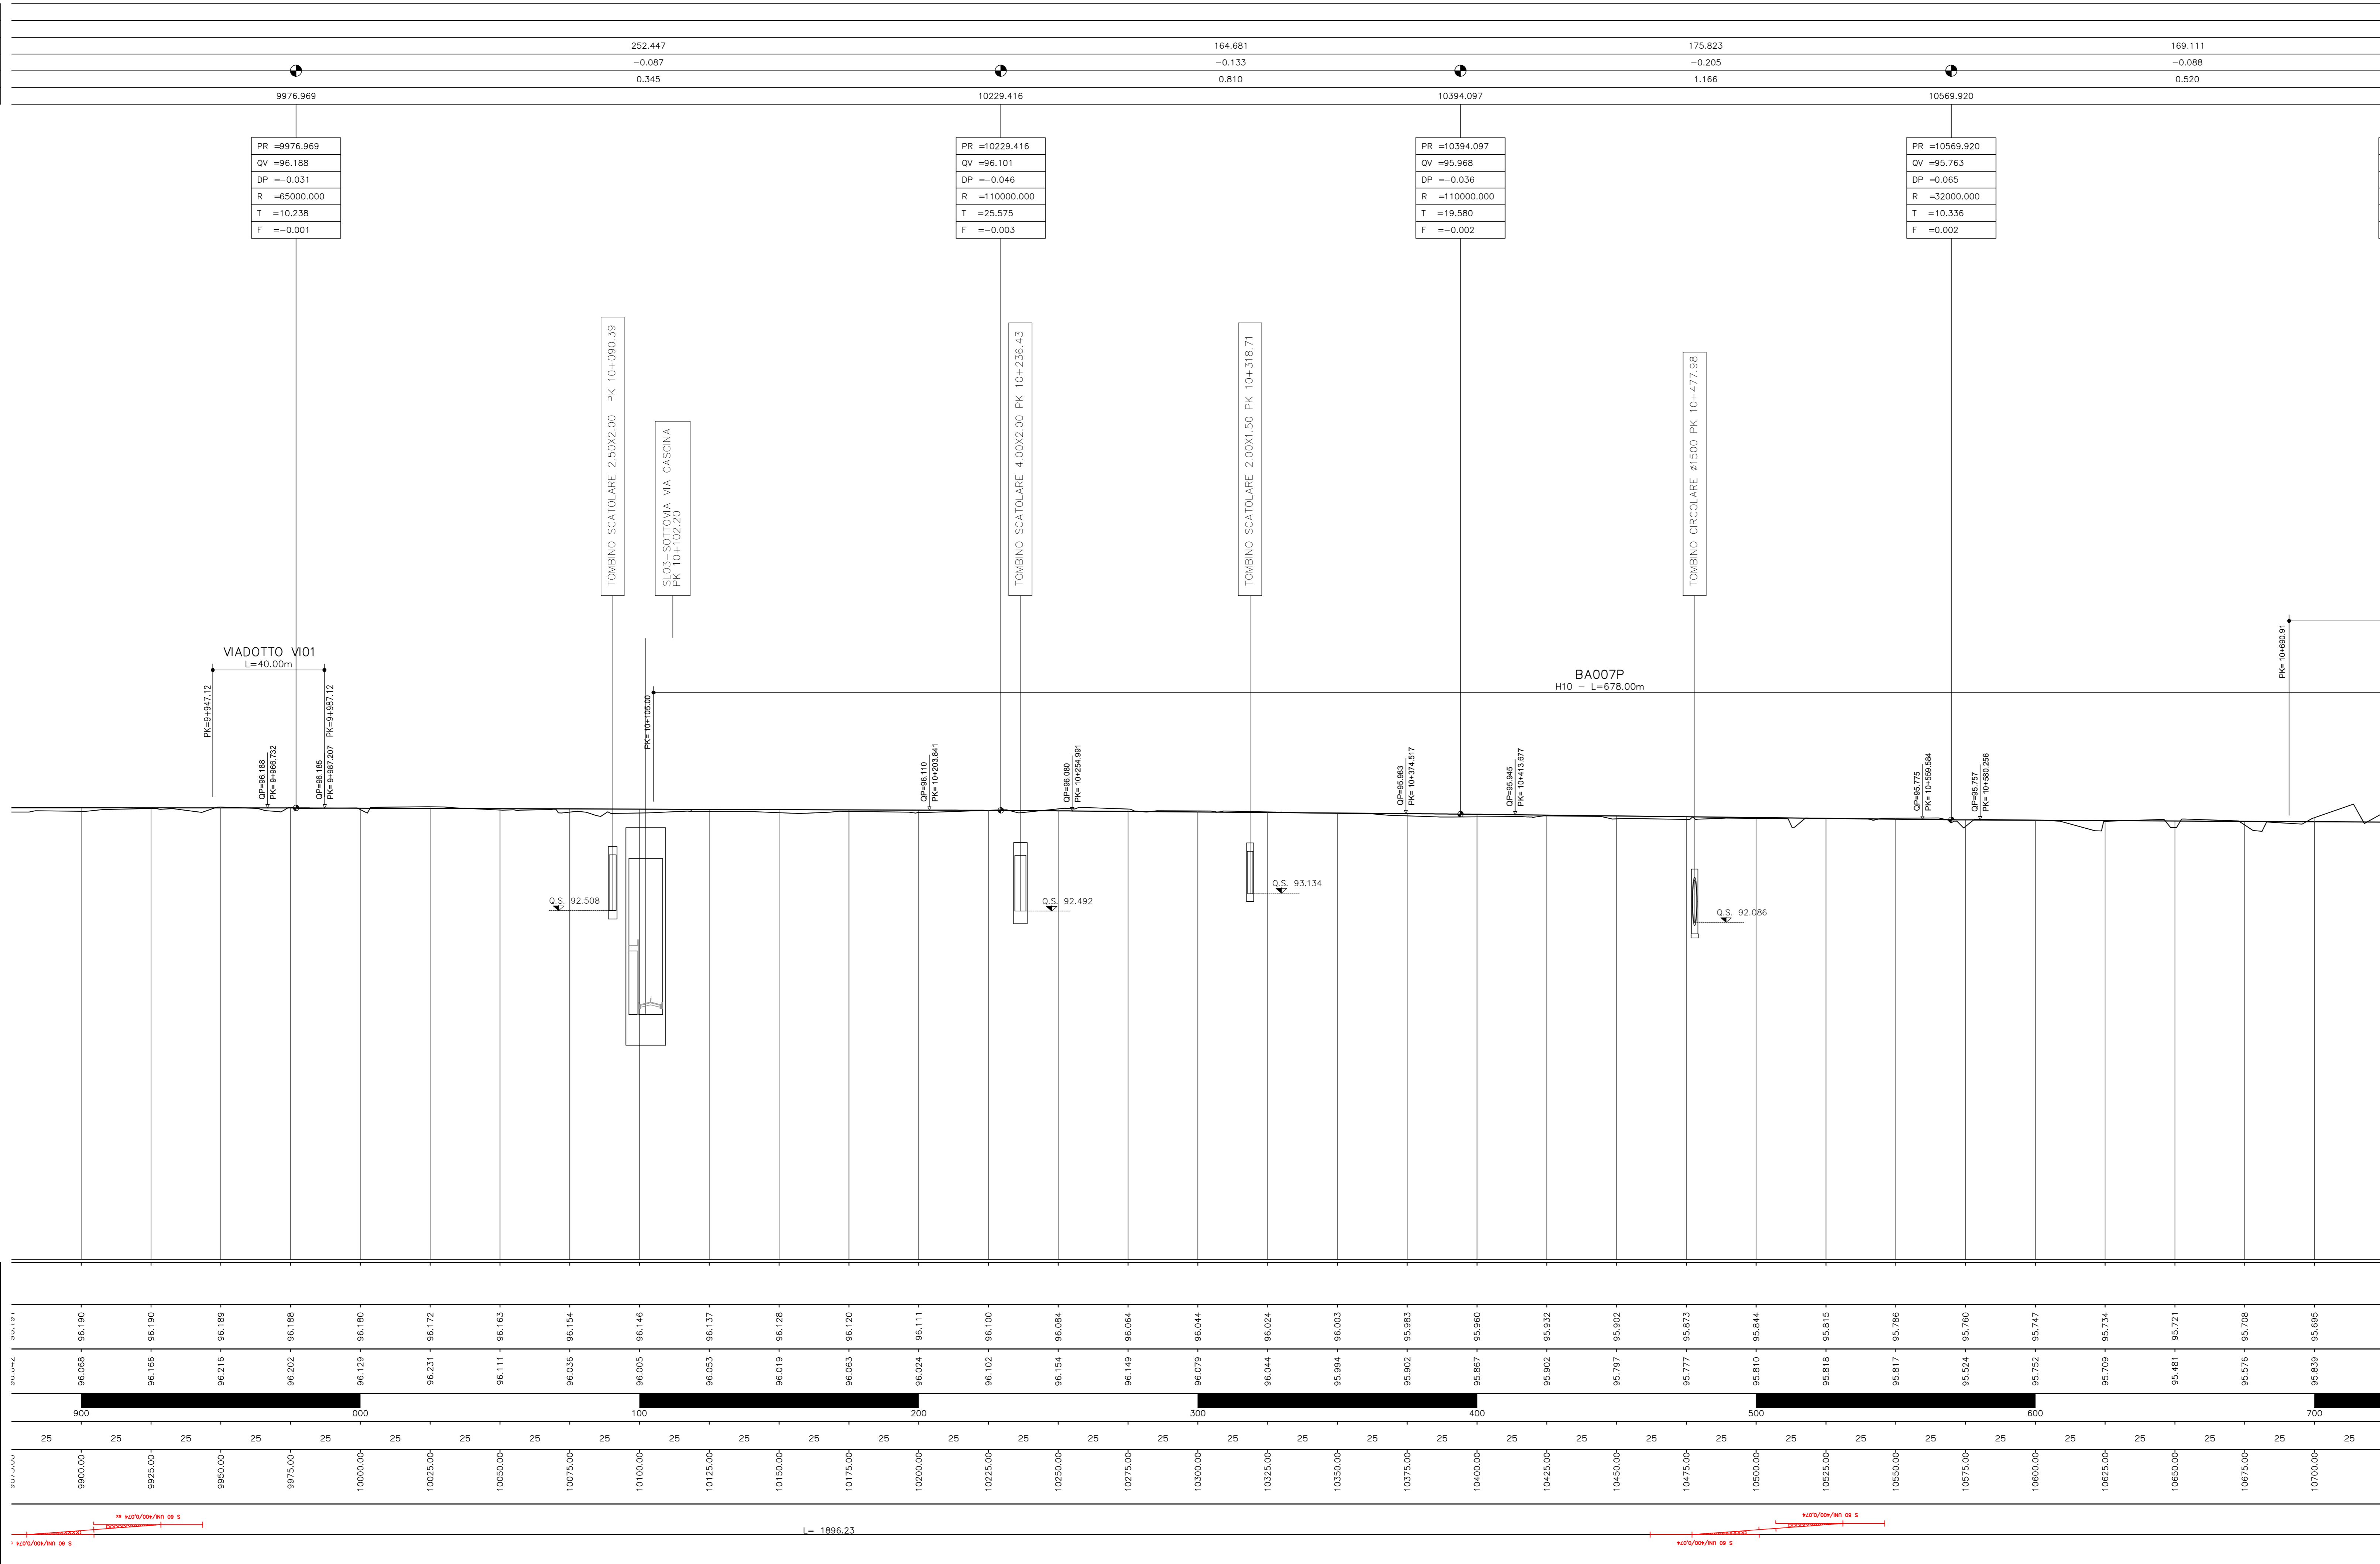 252.447 164.681 175.823 169.111
-0.087 -0.133 -0.205 -0.088
0.345 0.810 1.166 0.520
9976.969 10229.416 10394.097 10569.920
PR =9976.969
QV =96.188
DP =-0.031
R =65000.000
T =10.238
F =-0.001
PR =10229.416
QV =96.101
DP =-0.046
R =110000.000
T =25.575
F =-0.003
PR =10394.097
QV =95.968
DP =-0.036
R =110000.000
T =19.580
F =-0.002
PR =10569.920
QV =95.763
DP =0.065
R =32000.000
T =10.336
F =0.002
TOMBINO SCATOLARE 2.50X2.00 PK 10+090.39
SL03-SOTTOVIA VIA CASCINA
PK 10+102.20
TOMBINO SCATOLARE 4.00X2.00 PK 10+236.43
TOMBINO SCATOLARE 2.00X1.50 PK 10+318.71
TOMBINO CIRCOLARE ø1500 PK 10+477.98
VIADOTTO VI01
L=40.00m
PK=9+947.12
PK=9+987.12
BA007P
H10 - L=678.00m
PK= 10+105.00
PK= 10+690.91
QP=96.188
PK= 9+966.732
QP=96.185
PK= 9+987.207
QP=96.110
PK= 10+203.841
QP=96.080
PK= 10+254.991
QP=95.983
PK= 10+374.517
QP=95.945
PK= 10+413.677
QP=95.775
PK= 10+559.584
QP=95.757
PK= 10+580.256
Q.S. 92.508
Q.S. 92.492
Q.S. 93.134
Q.S. 92.086
96.190 96.190 96.189 96.188 96.180 96.172 96.163 96.154 96.146 96.137 96.128 96.120 96.111 96.100 96.084 96.064 96.044 96.024 96.003 95.983 95.960 95.932 95.902 95.873 95.844 95.815 95.786 95.760 95.747 95.734 95.721 95.708 95.695
96.068 96.166 96.216 96.202 96.129 96.231 96.111 96.036 96.005 96.053 96.019 96.063 96.024 96.102 96.154 96.149 96.079 96.044 95.994 95.902 95.867 95.902 95.797 95.777 95.810 95.818 95.817 95.524 95.752 95.709 95.481 95.576 95.839
900 000 100 200 300 400 500 600 700
25 25 25 25 25 25 25 25 25 25 25 25 25 25 25 25 25 25 25 25 25 25 25 25 25 25 25 25 25 25 25 25 25 25
9900.00 9925.00 9950.00 9975.00 10000.00 10025.00 10050.00 10075.00 10100.00 10125.00 10150.00 10175.00 10200.00 10225.00 10250.00 10275.00 10300.00 10325.00 10350.00 10375.00 10400.00 10425.00 10450.00 10475.00 10500.00 10525.00 10550.00 10575.00 10600.00 10625.00 10650.00 10675.00 10700.00
S 60 UNI/400/0,074 sx
S 60 UNI/400/0,074
L= 1896.23
S 60 UNI/400/0,074
S 60 UNI/400/0,074